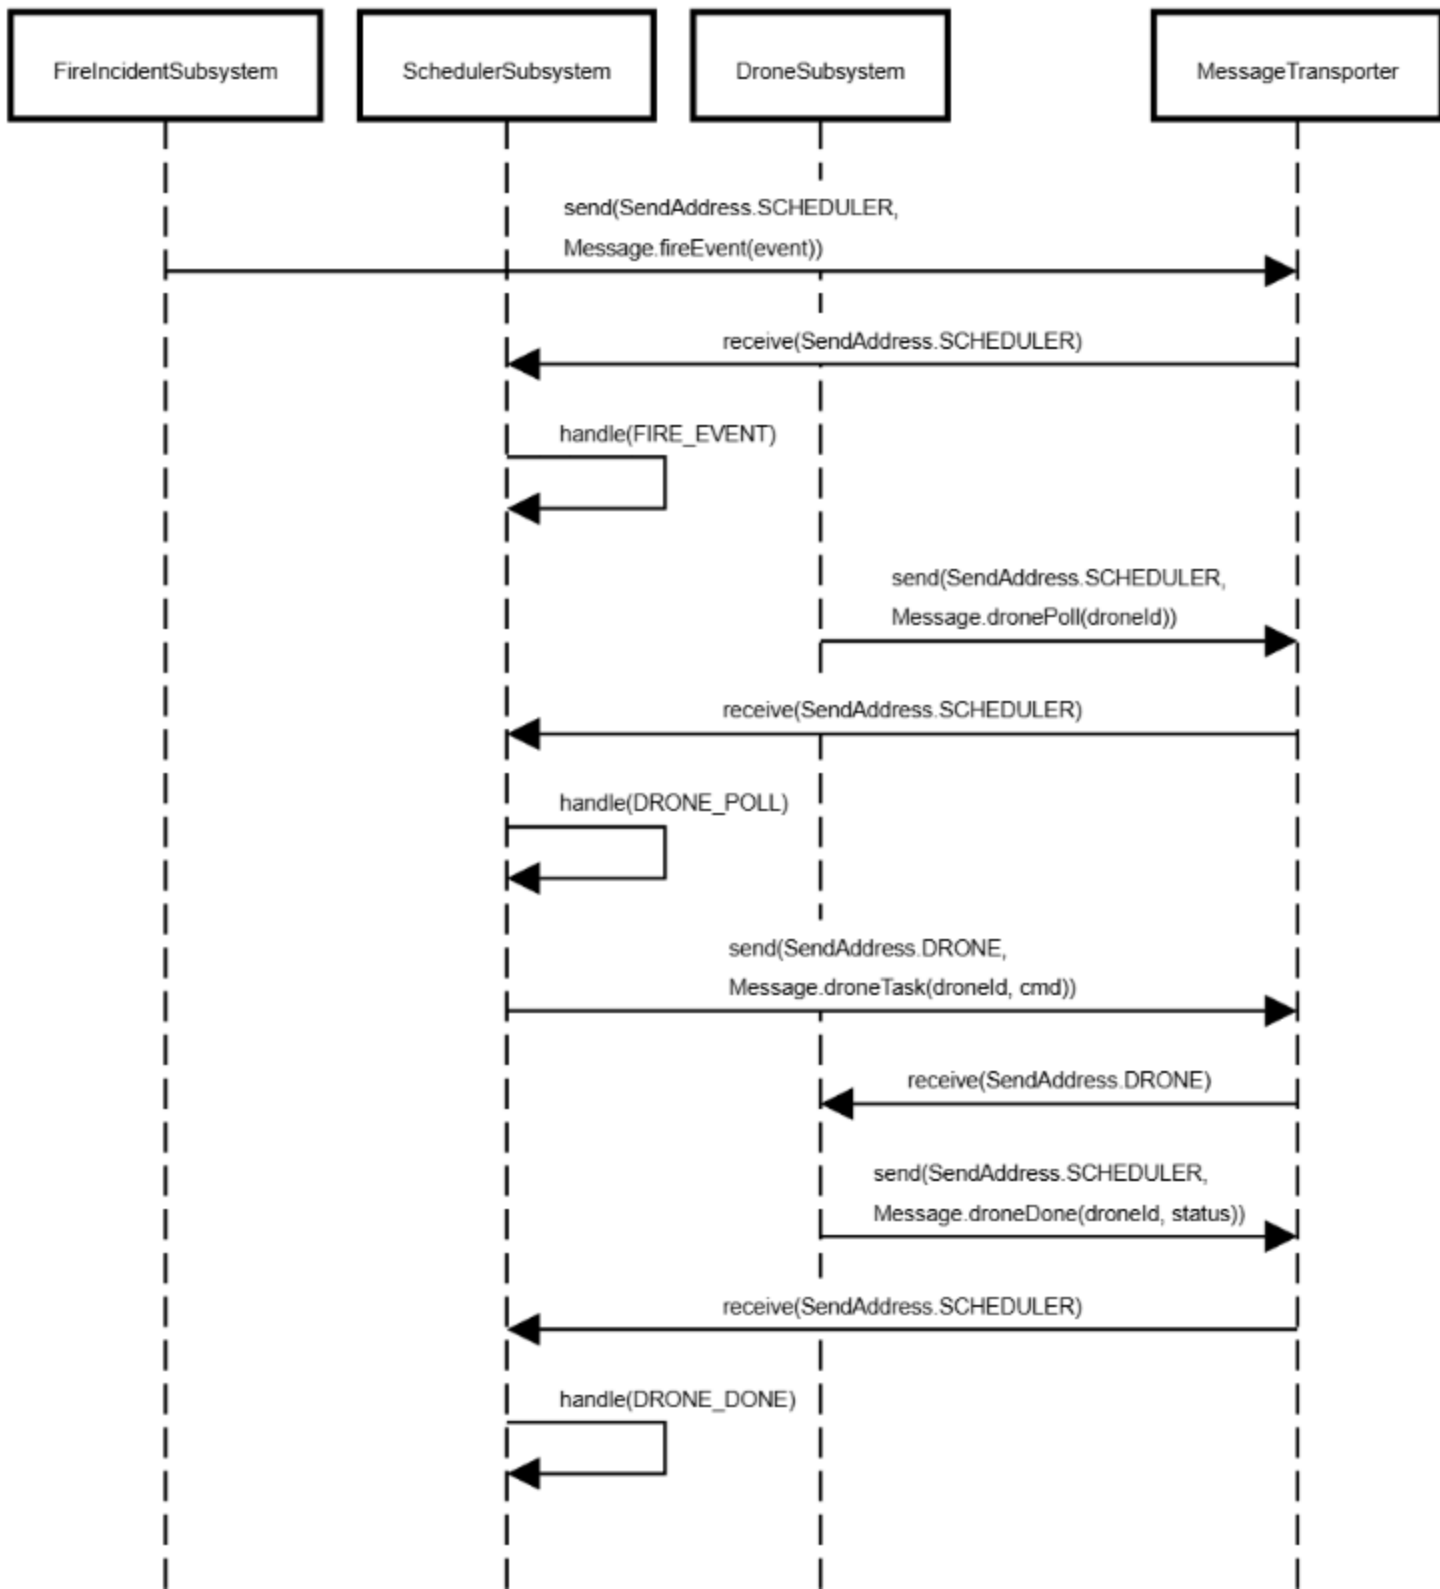 FireIncidentSubsystem
SchedulerSubsystem
DroneSubsystem
MessageTransporter
send(SendAddress.SCHEDULER,
Message.fireEvent(event))
receive(SendAddress.SCHEDULER)
handle(FIRE_EVENT)
send(SendAddress.SCHEDULER,
Message.dronePoll(droneId))
receive(SendAddress.SCHEDULER)
handle(DRONE_POLL)
send(SendAddress.DRONE,
Message.droneTask(droneId, cmd))
receive(SendAddress.DRONE)
send(SendAddress.SCHEDULER,
Message.droneDone(droneId, status))
receive(SendAddress.SCHEDULER)
handle(DRONE_DONE)